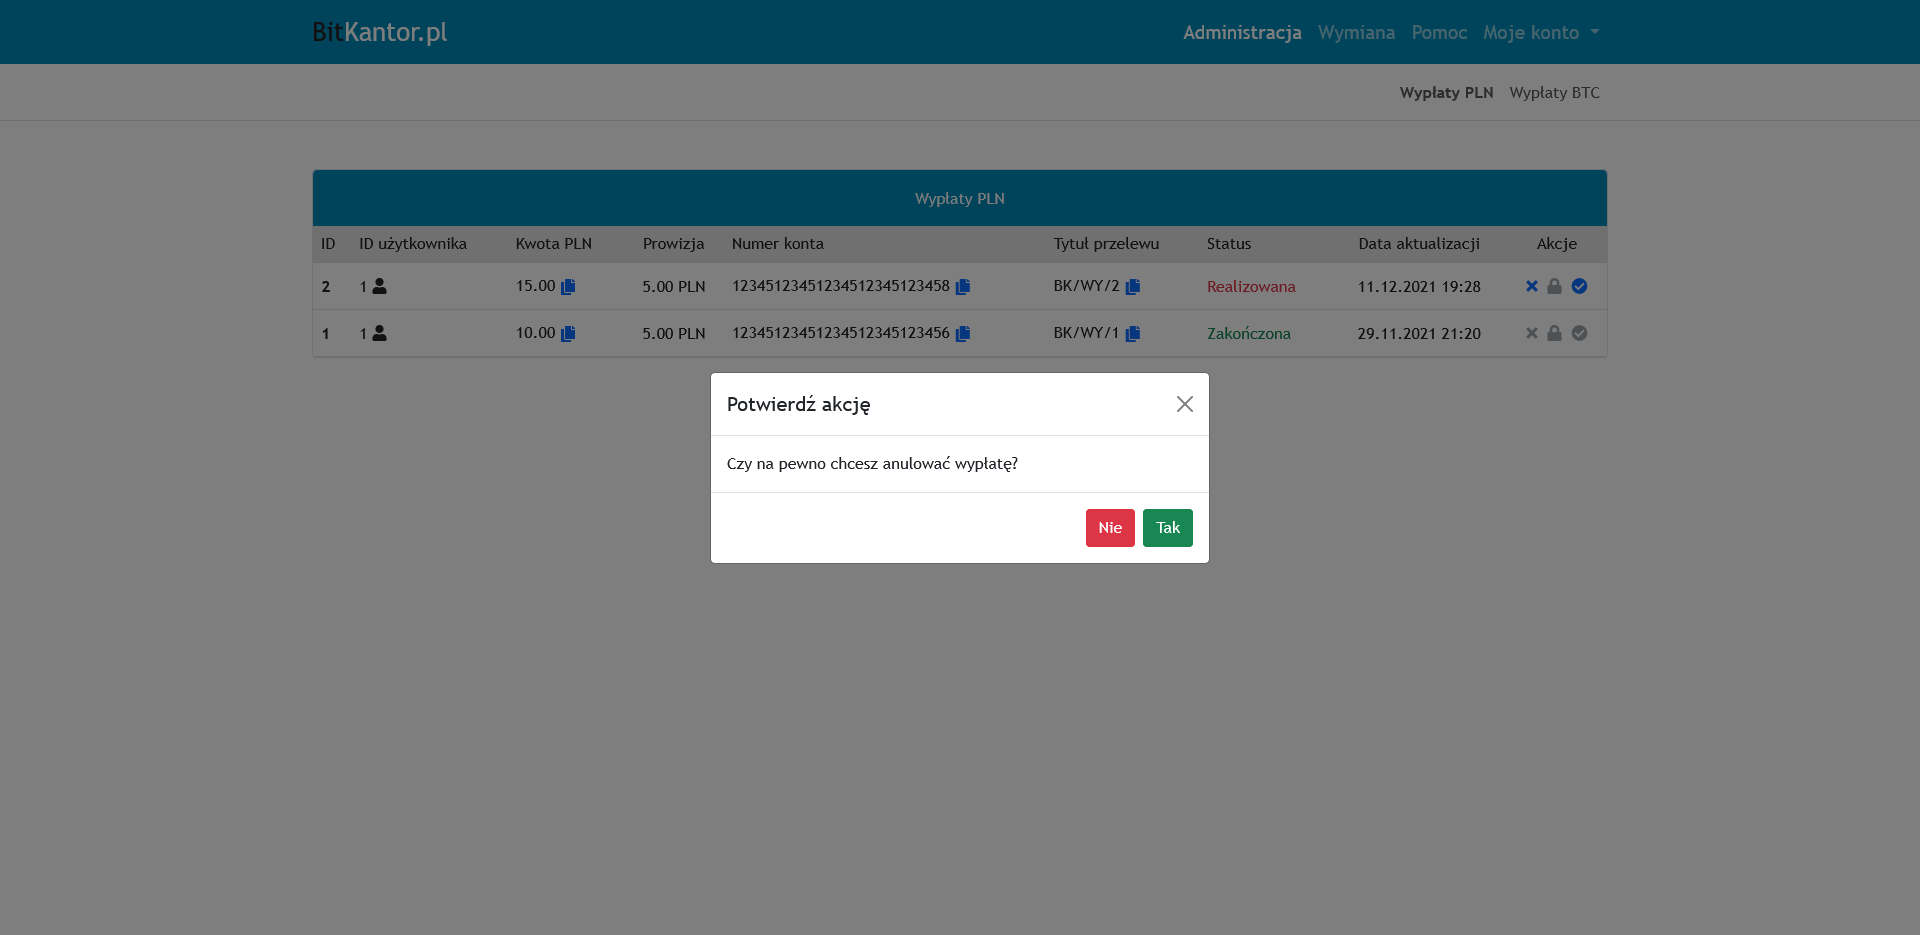 BitKantor.pl Administracja Wymiana Pomoc Moje konto
Wypłaty PLN Wypłaty BTC
Wypłaty PLN
ID ID użytkownika Kwota PLN Prowizja Numer konta Tytuł przelewu Status Data aktualizacji Akcje
2 1 15.00 5.00 PLN 12345123451234512345123458 BK/WY/2 Realizowana 11.12.2021 19:28
1 1 10.00 5.00 PLN 12345123451234512345123456 BK/WY/1 Zakończona 29.11.2021 21:20
Potwierdź akcję
Czy na pewno chcesz anulować wypłatę?
Nie Tak